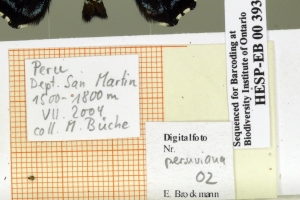 Peru
Dept. San Martin
1500-1800m
VII. 2004
coll. M. Büche
Digitalfoto
Nr.
peruviana
02
E. Brockmann
Sequenced for Barcoding at
Biodiversity Institute of Ontario
HESP-EB 00 393